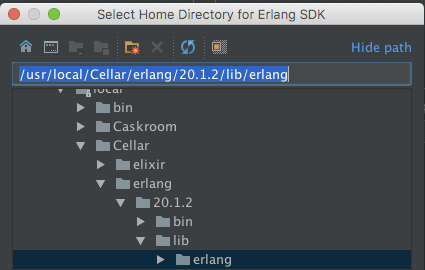 Select Home Directory for Erlang SDK
Hide path
/usr/local/Cellar/erlang/20.1.2/lib/erlang
local
bin
Caskroom
Cellar
elixir
erlang
20.1.2
bin
lib
erlang